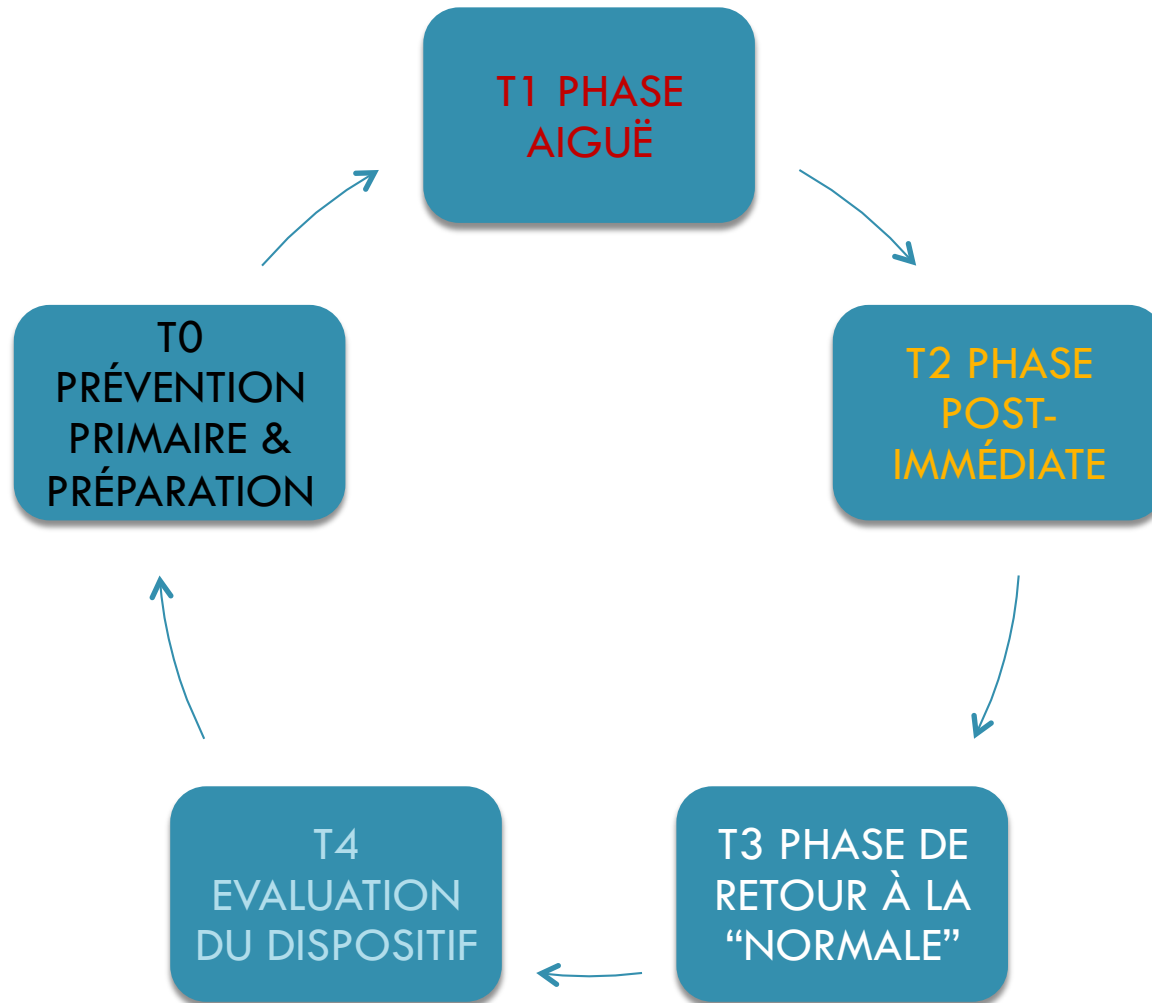 T1 PHASE
AIGUË
T0
PRÉVENTION
PRIMAIRE &
PRÉPARATION
T2 PHASE
POST-
IMMÉDIATE
T4
EVALUATION
DU DISPOSITIF
T3 PHASE DE
RETOUR À LA
“NORMALE”